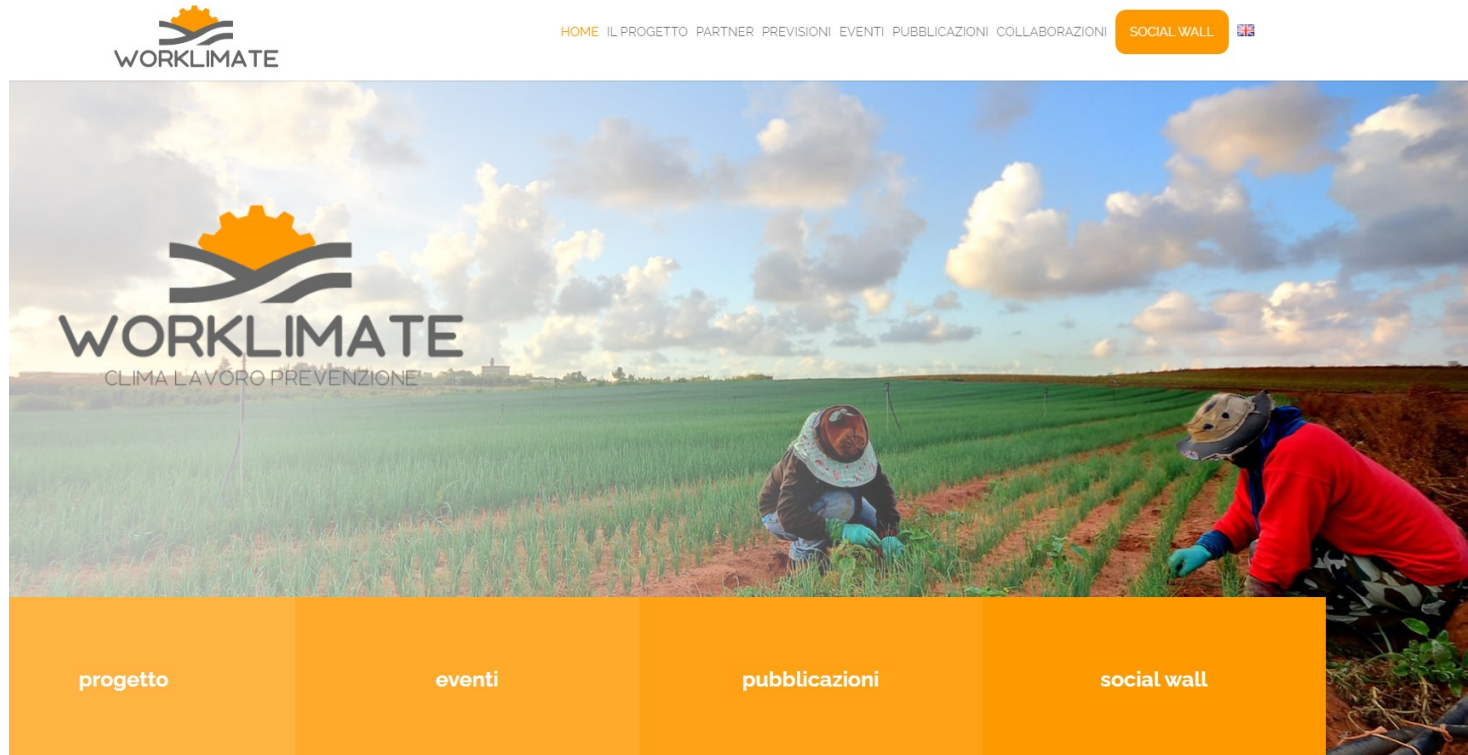 WORKLIMATE
HOME IL PROGETTO PARTNER PREVISIONI EVENTI PUBBLICAZIONI COLLABORAZIONI SOCIAL WALL
WORKLIMATE
CLIMA LAVORO PREVENZIONE
progetto eventi pubblicazioni social wall